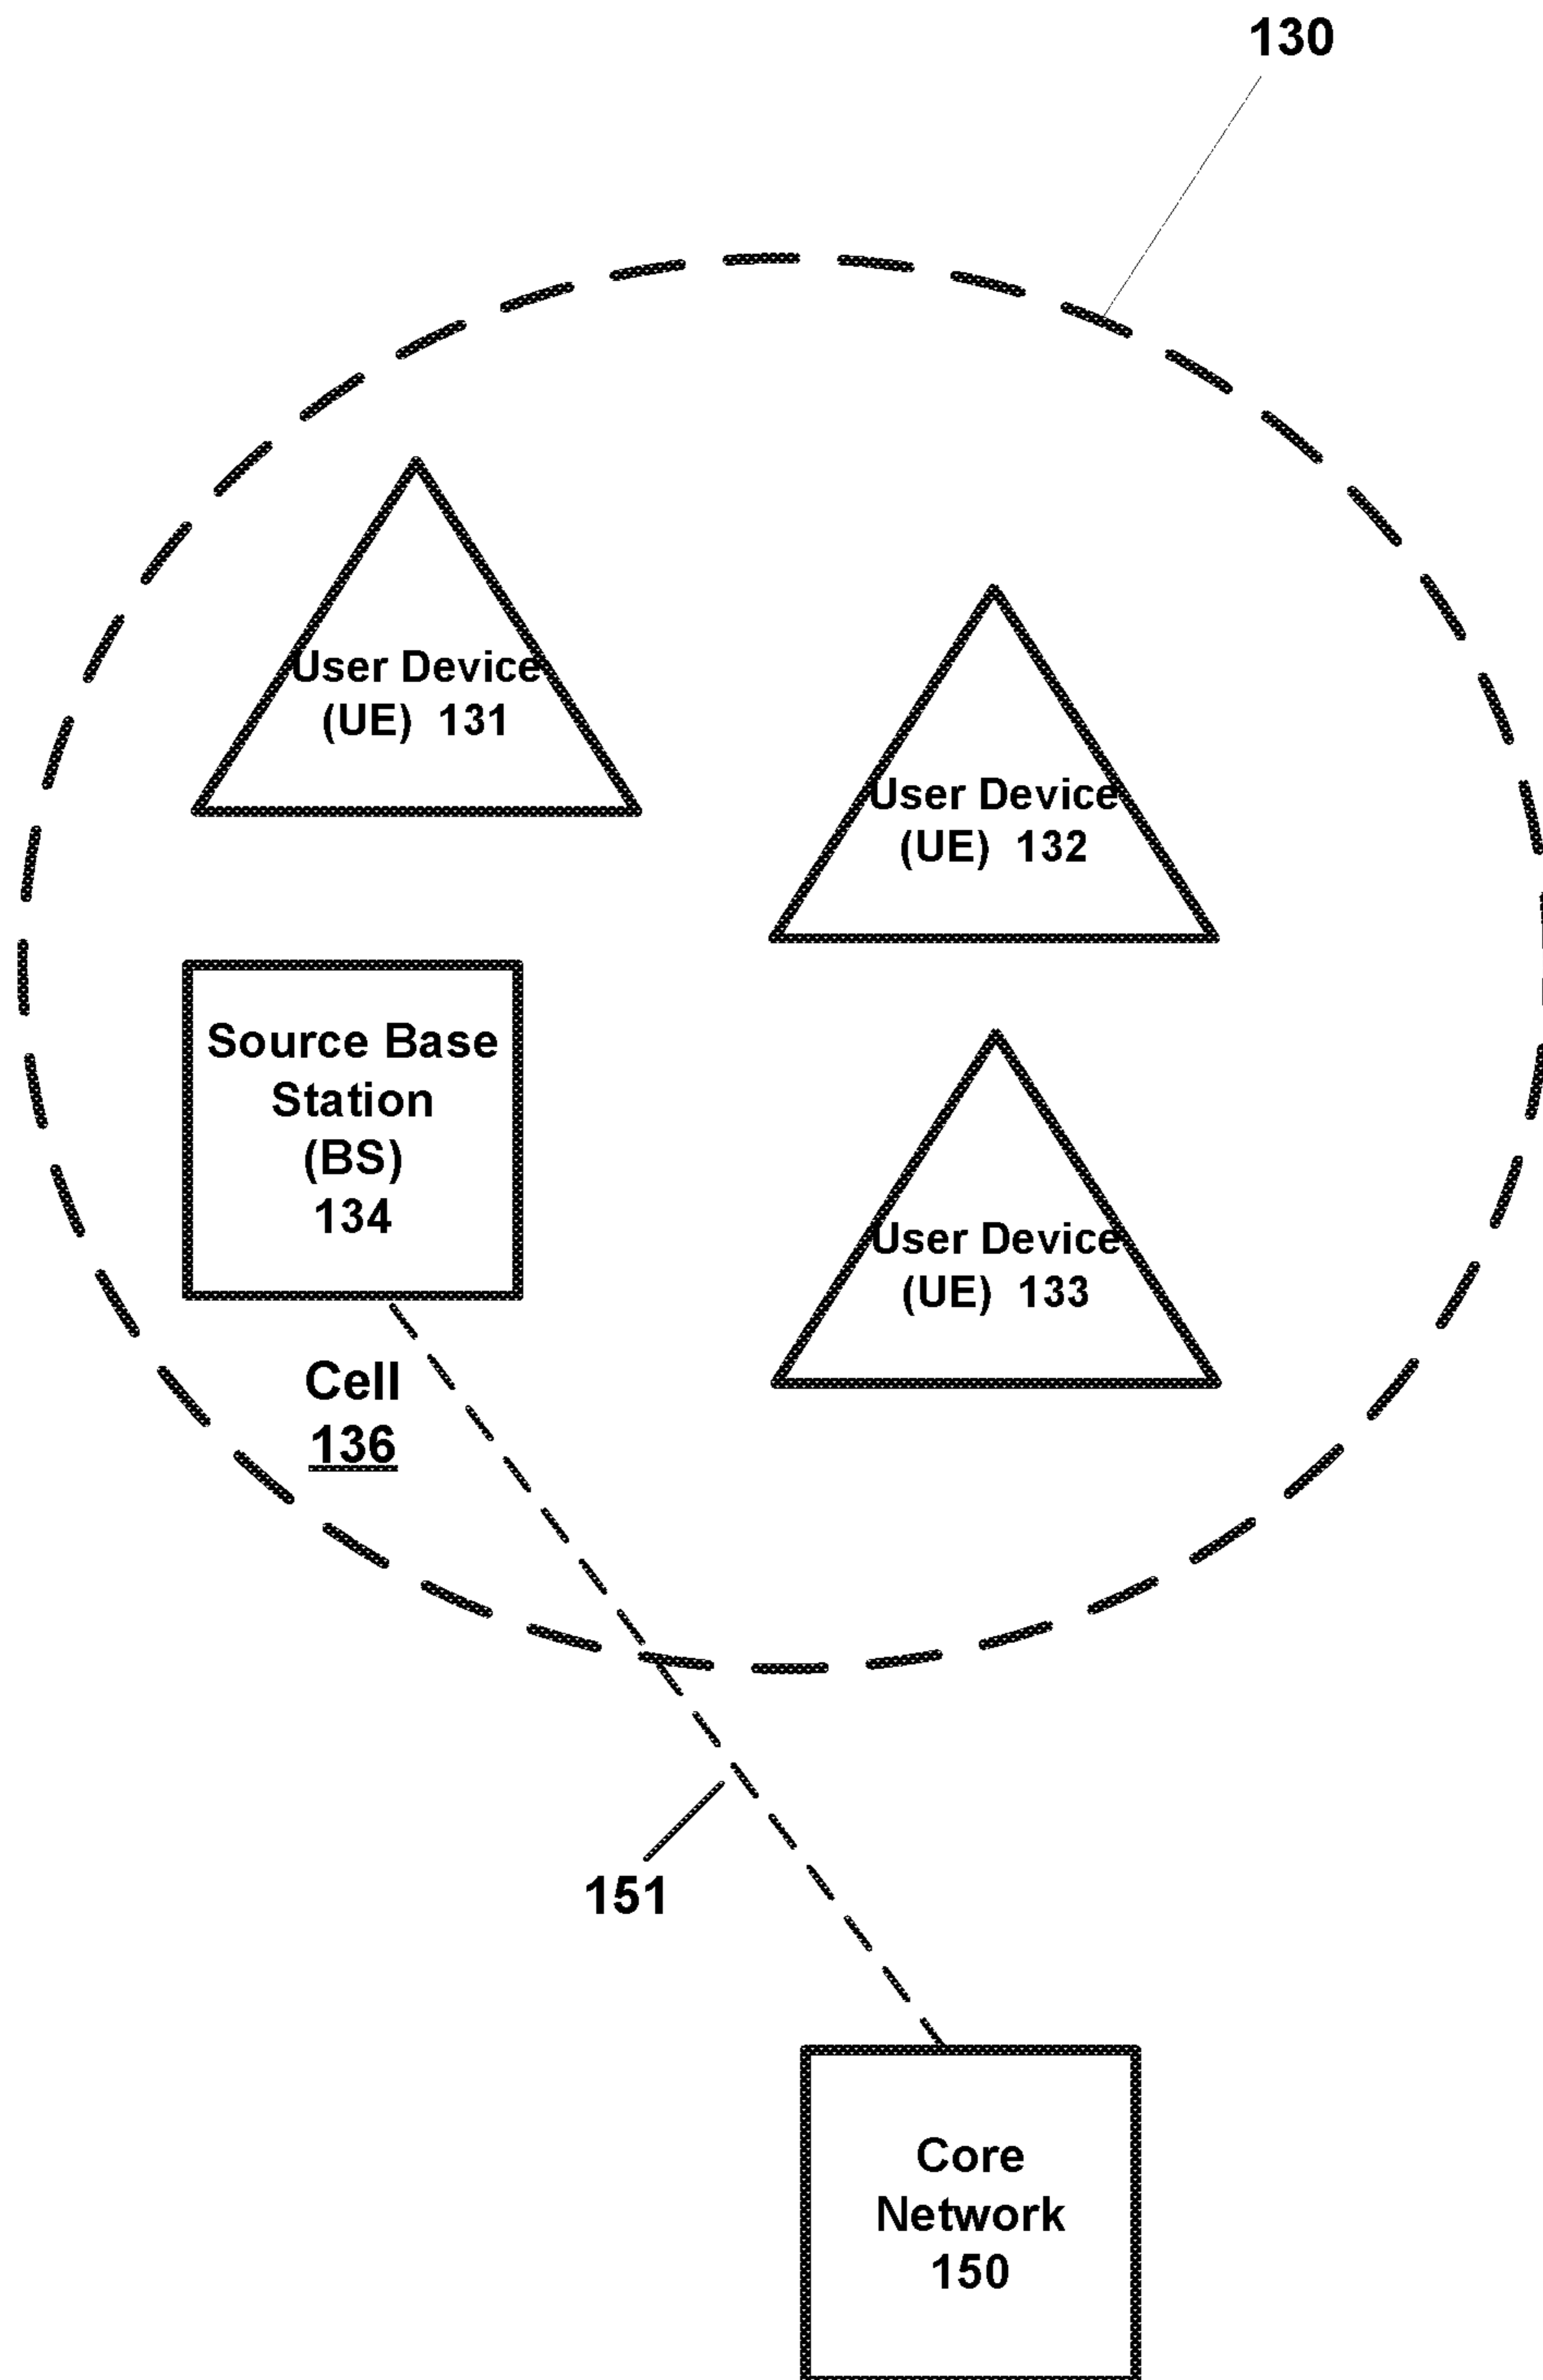 130
User Device
(UE) 131
User Device
(UE) 132
Source Base
Station
(BS)
134
User Device
(UE) 133
Cell
136
151
Core
Network
150